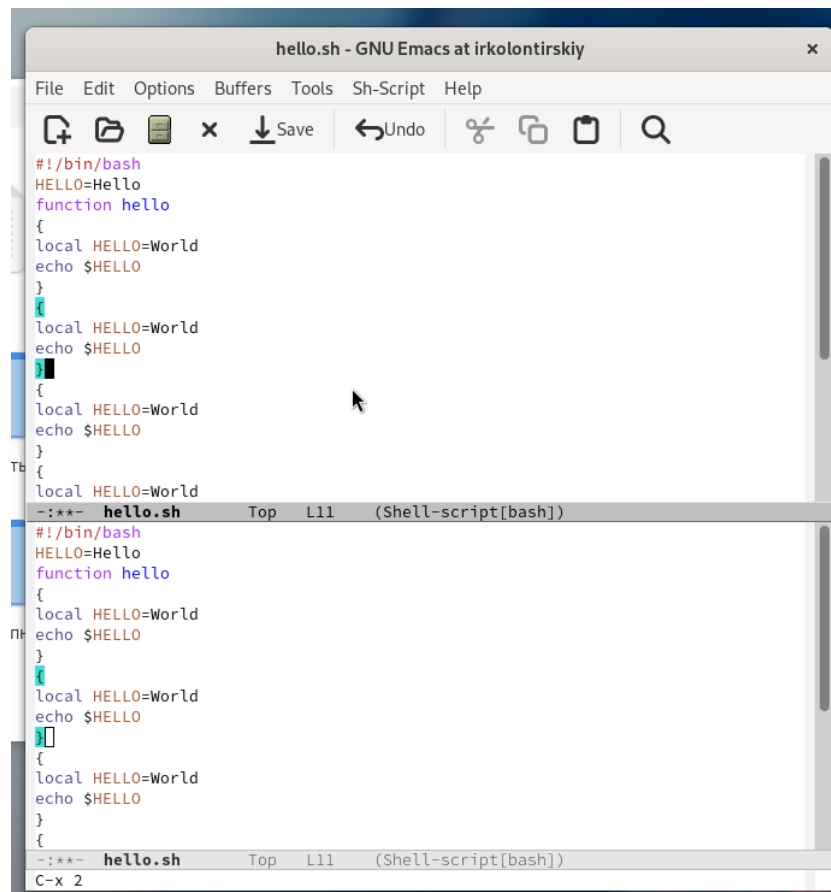 hello.sh - GNU Emacs at irkolontirskiy
File Edit Options Buffers Tools Sh-Script Help
Save Undo
#!/bin/bash
HELLO=Hello
function hello
{
local HELLO=World
echo $HELLO
}
{
local HELLO=World
echo $HELLO
}
{
local HELLO=World
echo $HELLO
}
{
local HELLO=World
-:**- hello.sh Top L11 (Shell-script[bash])
#!/bin/bash
HELLO=Hello
function hello
{
local HELLO=World
echo $HELLO
}
{
local HELLO=World
echo $HELLO
}
{
local HELLO=World
echo $HELLO
}
{
-:**- hello.sh Top L11 (Shell-script[bash])
C-x 2